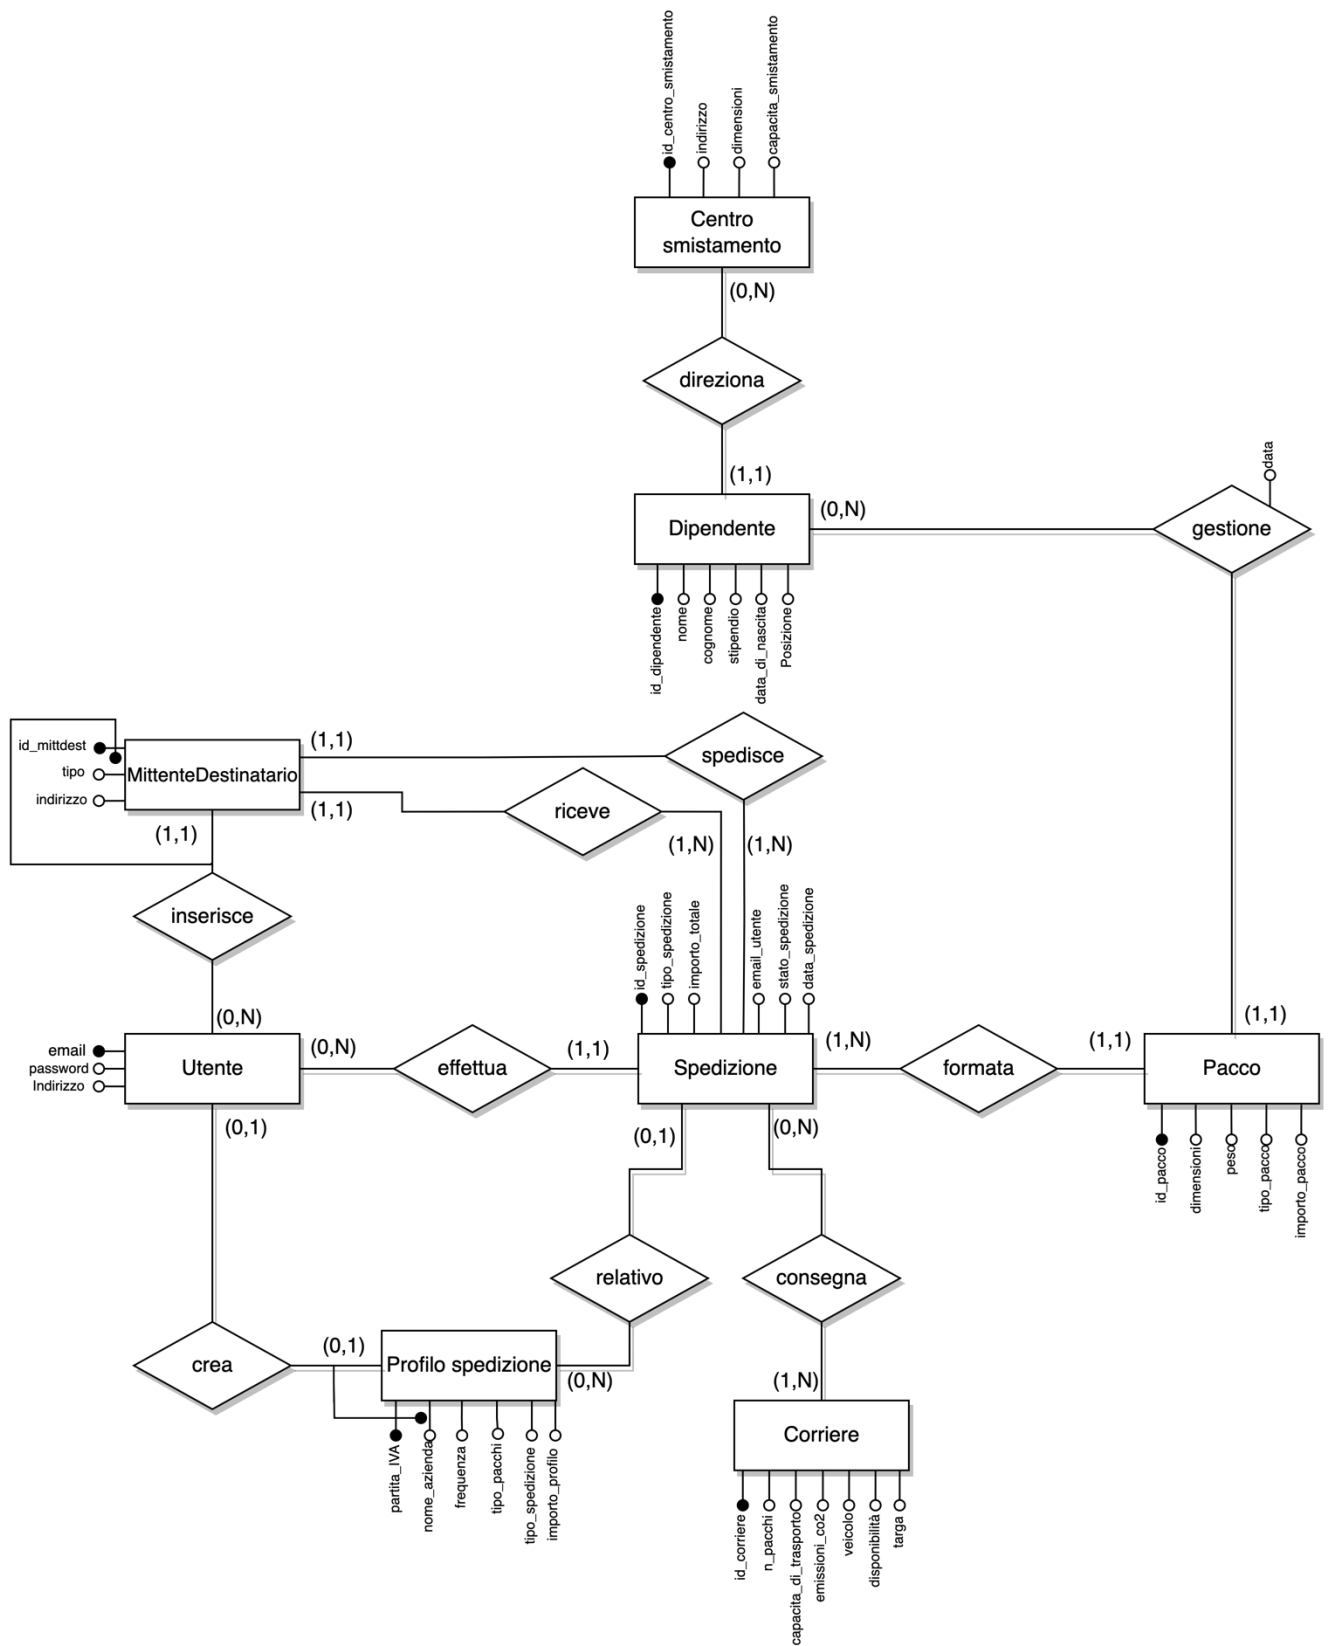 id_centro_smistamento
indirizzo
dimensioni
capacita_smistamento
Centro
smistamento
(0,N)
direziona
(1,1)
Dipendente
(0,N)
gestione
data
id_dipendente
nome
cognome
stipendio
data_di_nascita
Posizione
id_mittdest
tipo
indirizzo
MittenteDestinatario
(1,1)
spedisce
(1,1)
riceve
(1,1)
(1,N)
(1,N)
inserisce
id_spedizione
tipo_spedizione
importo_totale
email_utente
stato_spedizione
data_spedizione
(0,N)
email
password
Indirizzo
Utente
(0,N)
effettua
(1,1)
Spedizione
(1,N)
formata
(1,1)
(1,1)
Pacco
id_pacco
dimensioni
peso
tipo_pacco
importo_pacco
(0,1)
(0,1)
(0,N)
relativo
consegna
crea
(0,1)
Profilo spedizione
(0,N)
partita_IVA
nome_azienda
frequenza
tipo_pacchi
tipo_spedizione
importo_profilo
(1,N)
Corriere
id_corriere
n_pacchi
capacita_di_trasporto
emissioni_co2
veicolo
disponibilità
targa